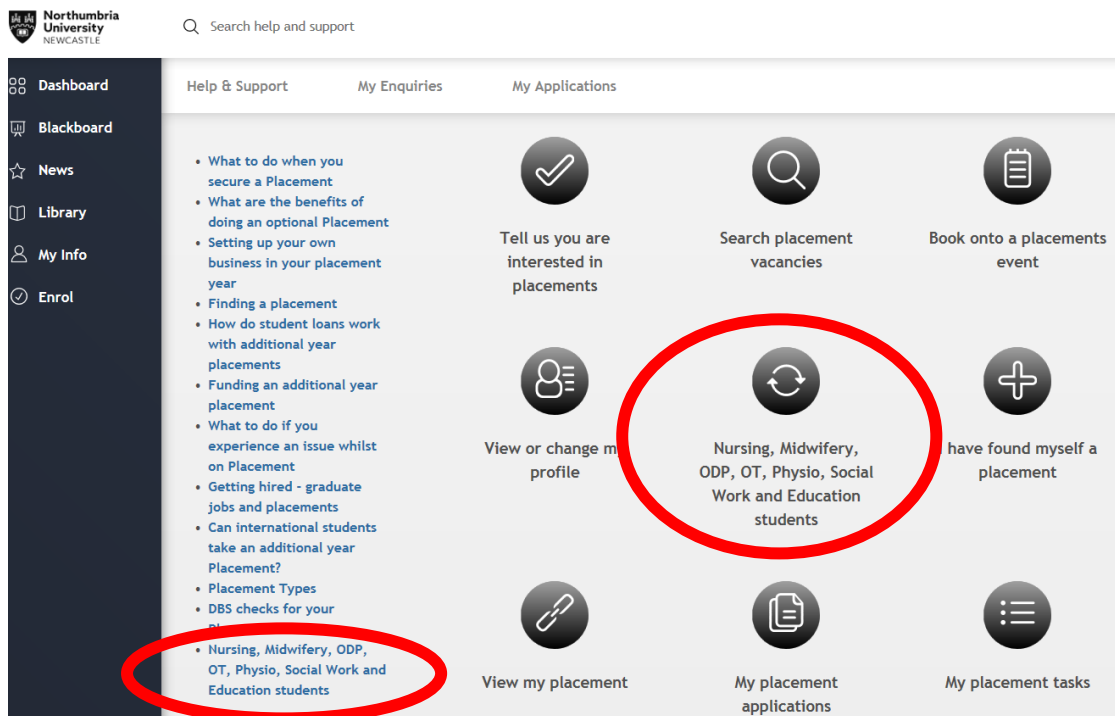 Northumbria
University
NEWCASTLE
Search help and support
Dashboard
Blackboard
News
Library
My Info
Enrol
Help & Support
My Enquiries
My Applications
• What to do when you
secure a Placement
• What are the benefits of
doing an optional Placement
• Setting up your own
business in your placement
year
• Finding a placement
• How do student loans work
with additional year
placements
• Funding an additional year
placement
• What to do if you
experience an issue whilst
on Placement
• Getting hired - graduate
jobs and placements
• Can international students
take an additional year
Placement?
• Placement Types
• DBS checks for your
• Nursing, Midwifery, ODP,
OT, Physio, Social Work and
Education students
Tell us you are
interested in
placements
Search placement
vacancies
Book onto a placements
event
View or change
profile
Nursing, Midwifery,
ODP, OT, Physio, Social
Work and Education
students
have found myself a
placement
View my placement
My placement
applications
My placement tasks